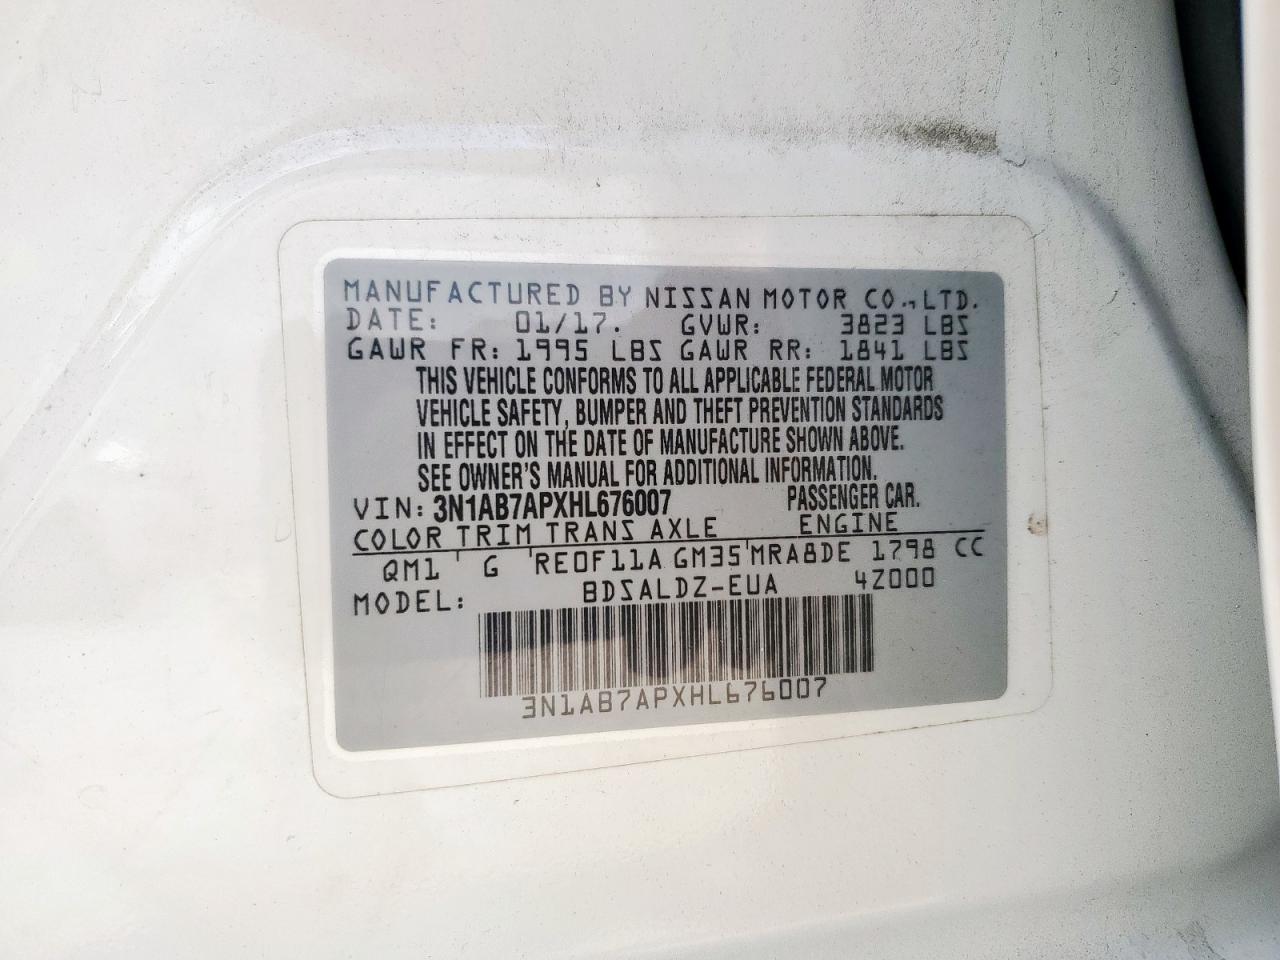 MANUFACTURED BY NISSAN MOTOR CO., LTD.
DATE: 01/17. GVWR: 3823 LBS
GAWR FR: 1995 LBS GAWR RR: 1841 LBS
THIS VEHICLE CONFORMS TO ALL APPLICABLE FEDERAL MOTOR
VEHICLE SAFETY, BUMPER AND THEFT PREVENTION STANDARDS
IN EFFECT ON THE DATE OF MANUFACTURE SHOWN ABOVE.
SEE OWNER'S MANUAL FOR ADDITIONAL INFORMATION.
VIN: 3N1AB7APXHL676007 PASSENGER CAR.
COLOR TRIM TRANS AXLE ENGINE
QM1 ' G ' RE0F11A GM35 ' MRA8DE 1798 CC
MODEL: BDSALDZ-EUA 4Z000
3N1AB7APXHL676007